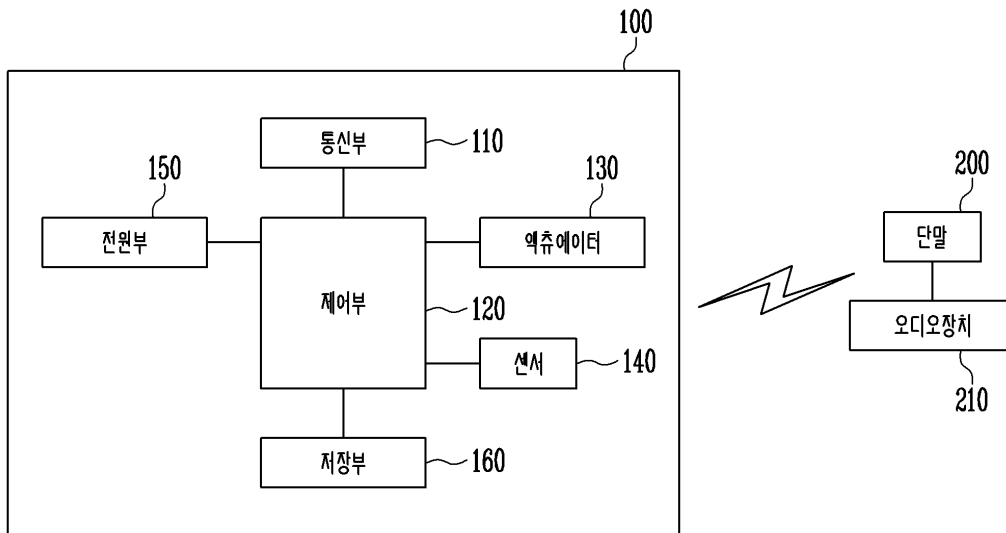 100
통신부
110
150
130
200
전원부
액츄에이터
단말
제어부
120
오디오장치
센서
140
210
저장부
160